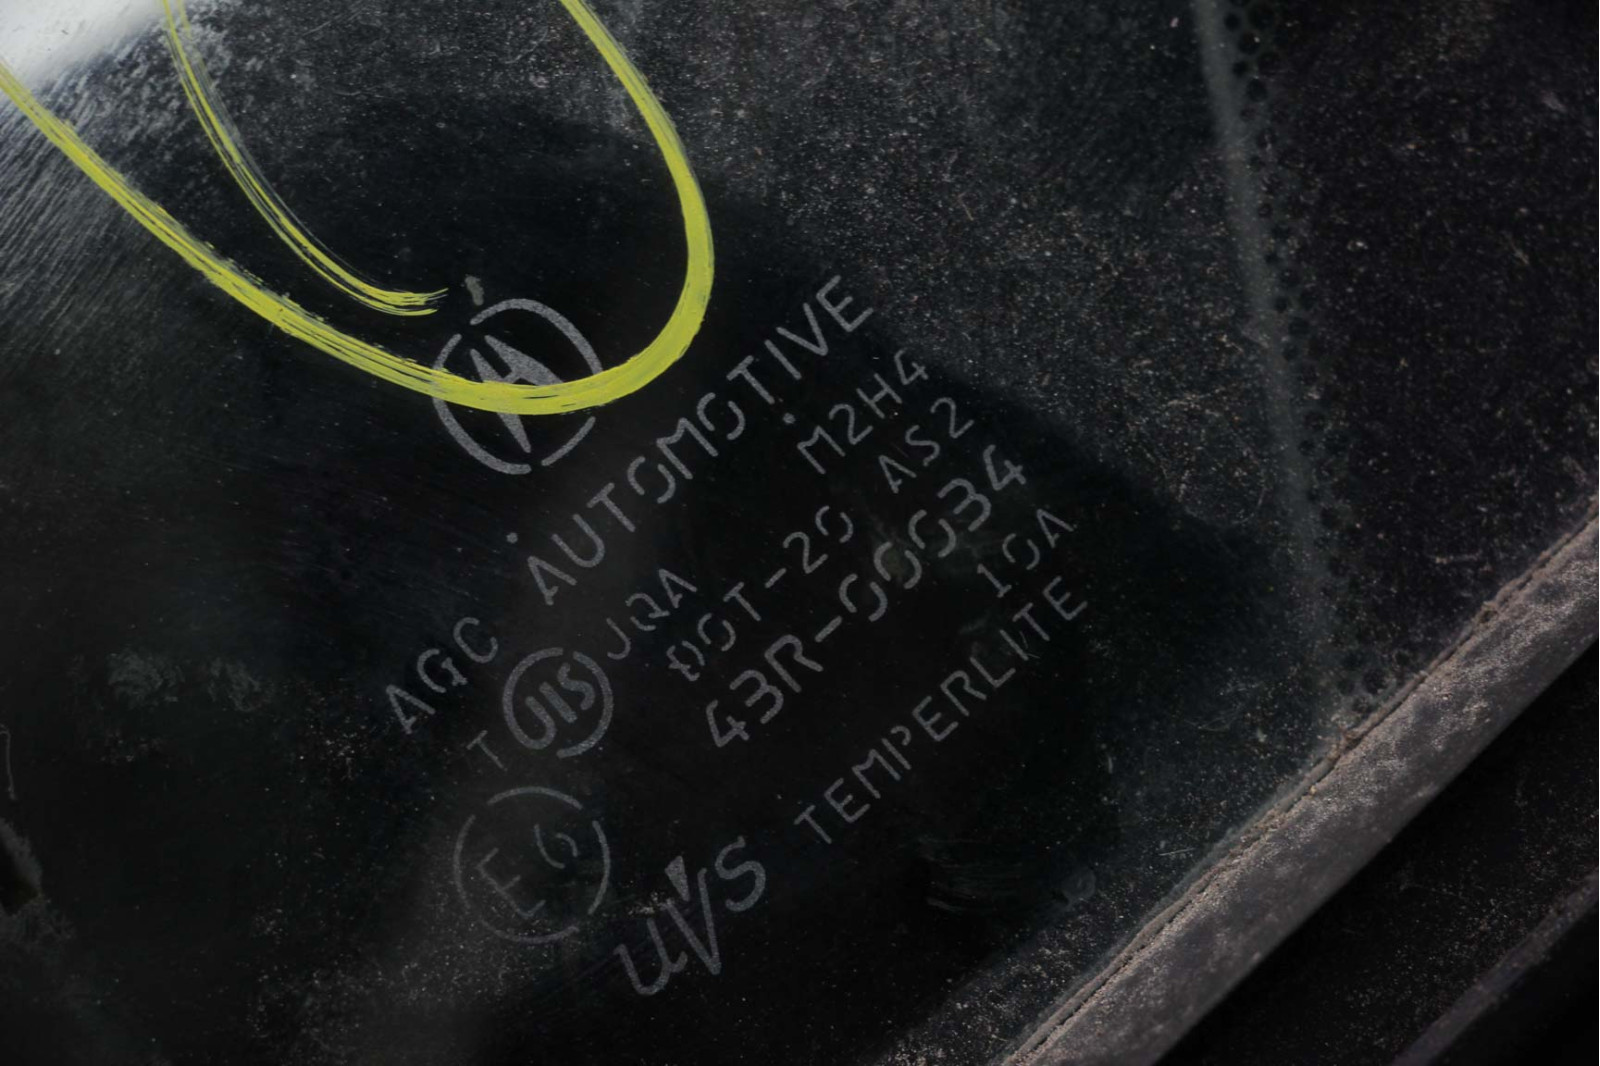 AGC AUTOMOTIVE
T JIS JQA
DOT-20 M2H4
AS2
E6 43R-00034
10A
UVS TEMPERLITE